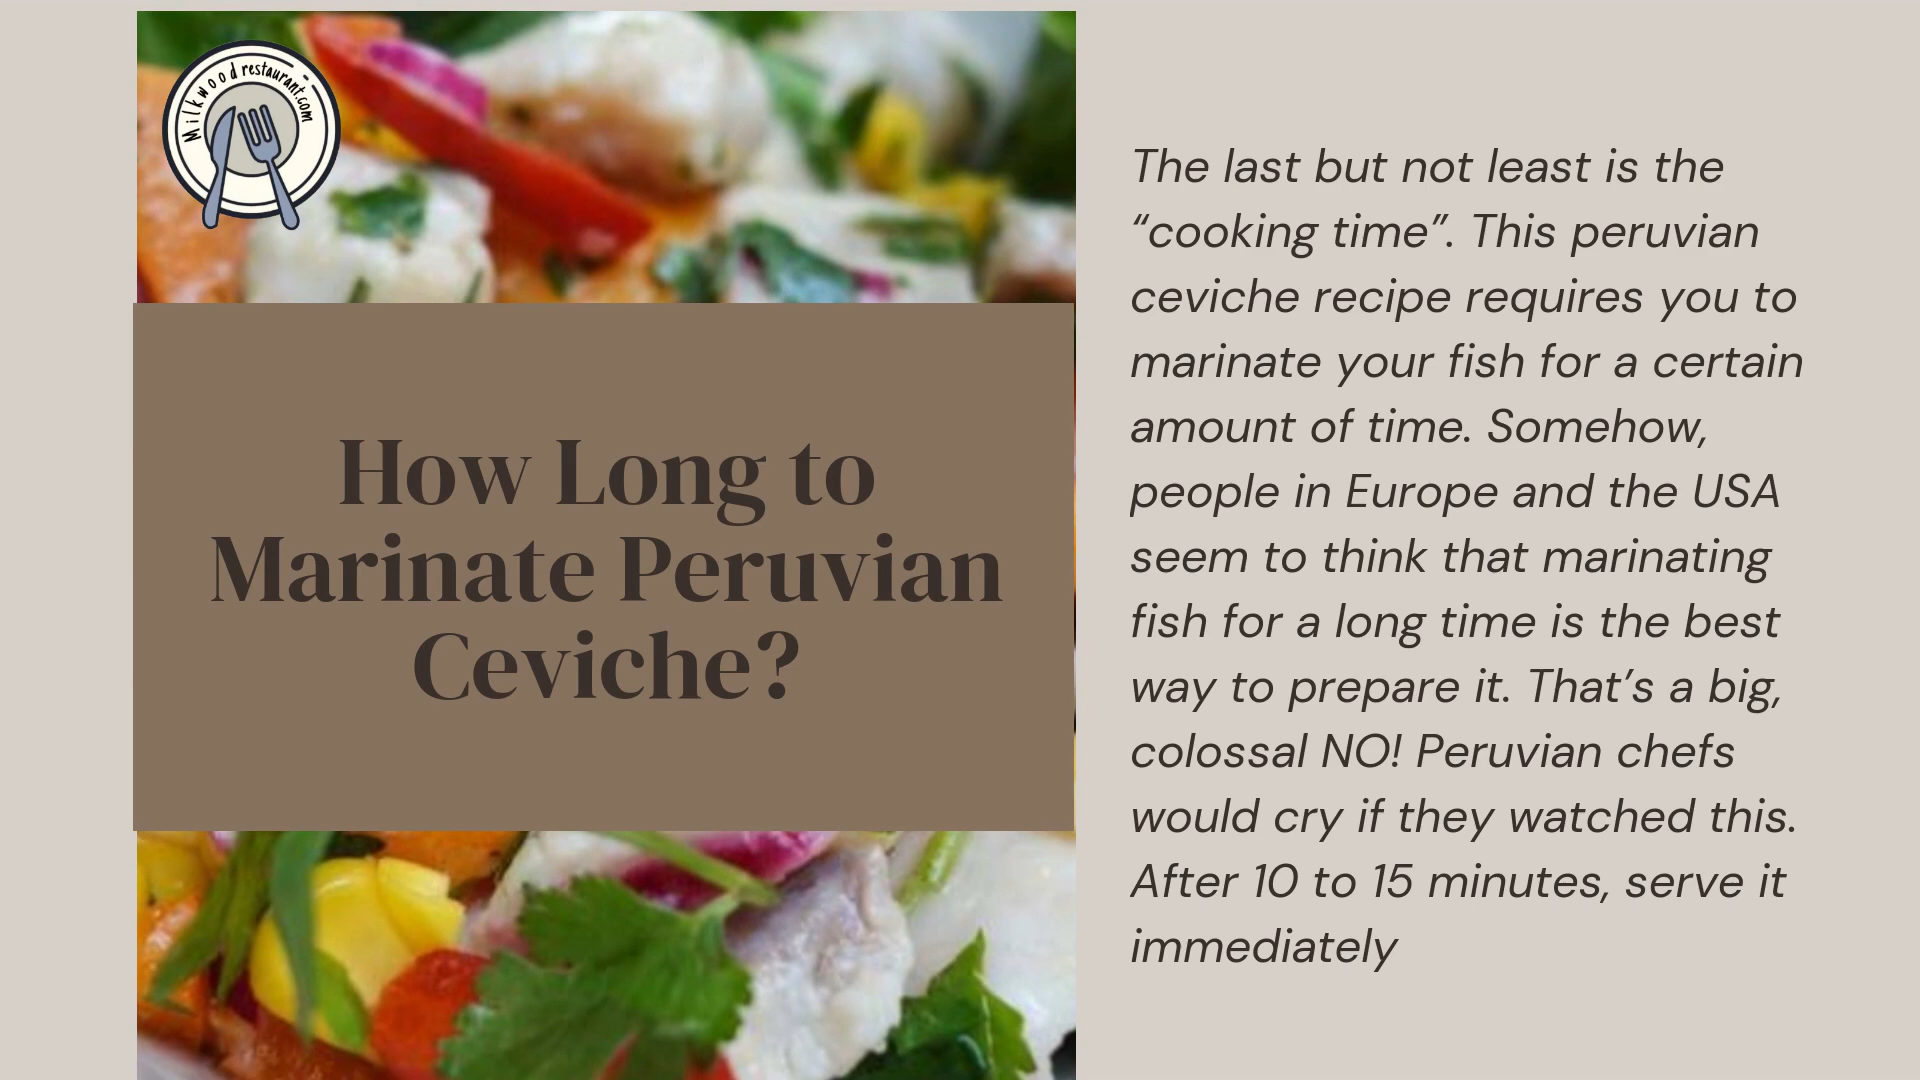 Milkwood restaurant.com
How Long to
Marinate Peruvian
Ceviche?
The last but not least is the
“cooking time”. This peruvian
ceviche recipe requires you to
marinate your fish for a certain
amount of time. Somehow,
people in Europe and the USA
seem to think that marinating
fish for a long time is the best
way to prepare it. That’s a big,
colossal NO! Peruvian chefs
would cry if they watched this.
After 10 to 15 minutes, serve it
immediately